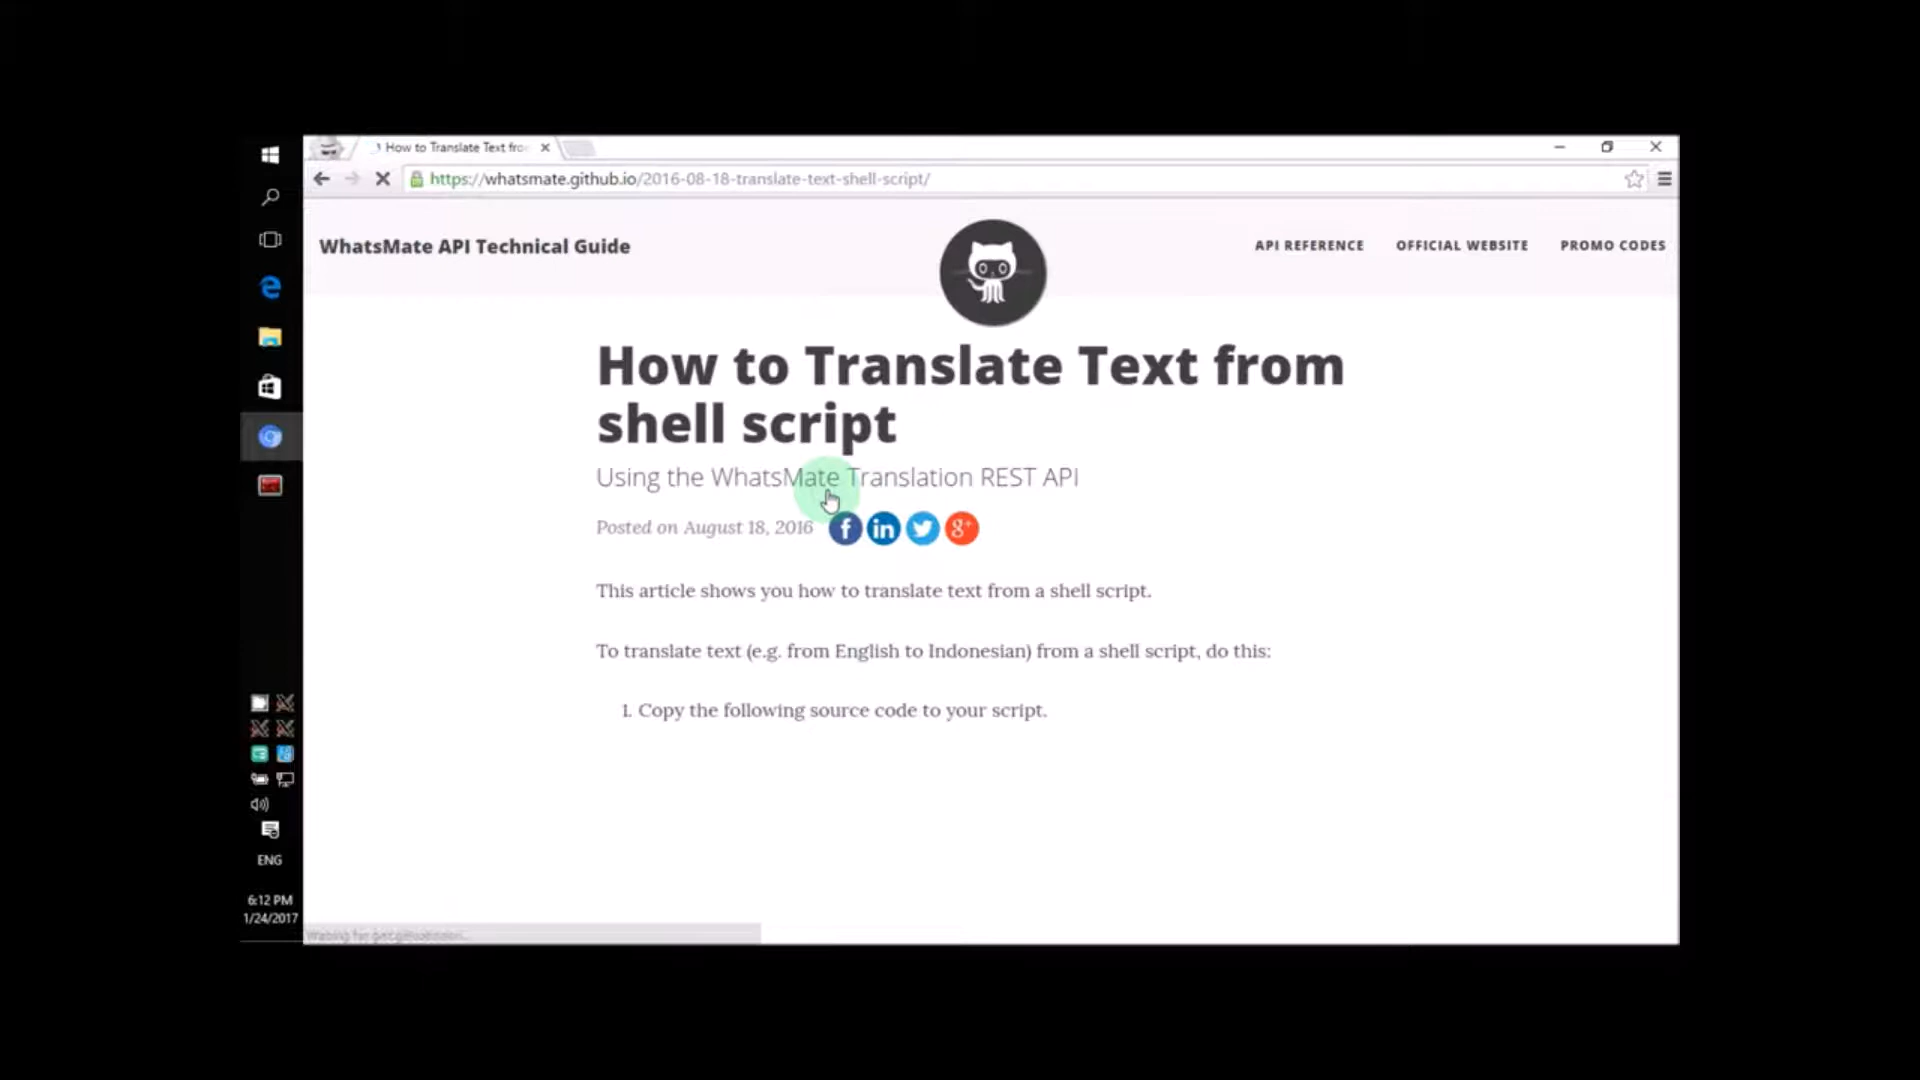 How to Translate Text fro
https://whatsmate.github.io/2016-08-18-translate-text-shell-script/
WhatsMate API Technical Guide
API REFERENCE
OFFICIAL WEBSITE
PROMO CODES
How to Translate Text from
shell script
Using the WhatsMate Translation REST API
Posted on August 18, 2016
f
in
g+
This article shows you how to translate text from a shell script.
To translate text (e.g. from English to Indonesian) from a shell script, do this:
1. Copy the following source code to your script.
ENG
6:12 PM
1/24/2017